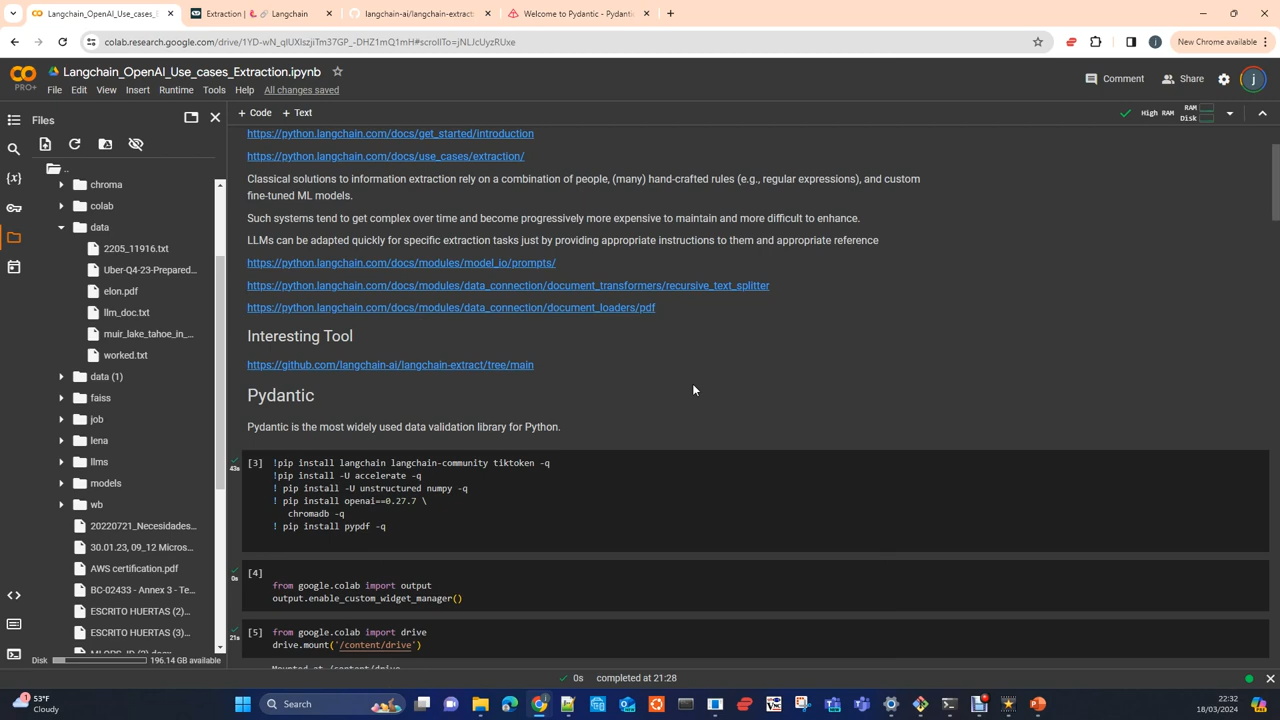 Langchain_OpenAI_Use_cases_E
Extraction | 🦜️🔗 Langchain
langchain-ai/langchain-extract:
Welcome to Pydantic - Pydantic
colab.research.google.com/drive/1YD-wN_qIUXIszjiTm37GP_-DHZ1mQ1mH#scrollTo=jNLJcUyzRUxe
j
New Chrome available
CO
PRO+
Langchain_OpenAI_Use_cases_Extraction.ipynb
Comment
Share
j
File Edit View Insert Runtime Tools Help All changes saved
Files
+ Code + Text
High RAM
RAM
Disk
..
chroma
colab
data
2205_11916.txt
Uber-Q4-23-Prepared...
elon.pdf
llm_doc.txt
muir_lake_tahoe_in_...
worked.txt
data (1)
faiss
job
lena
llms
models
wb
20220721_Necesidades...
30.01.23, 09_12 Micros...
AWS certification.pdf
BC-02433 - Annex 3 - Te...
ESCRITO HUERTAS (2)...
ESCRITO HUERTAS (3)...
Disk
196.14 GB available
https://python.langchain.com/docs/get_started/introduction
https://python.langchain.com/docs/use_cases/extraction/
Classical solutions to information extraction rely on a combination of people, (many) hand-crafted rules (e.g., regular expressions), and custom
fine-tuned ML models.
Such systems tend to get complex over time and become progressively more expensive to maintain and more difficult to enhance.
LLMs can be adapted quickly for specific extraction tasks just by providing appropriate instructions to them and appropriate reference
https://python.langchain.com/docs/modules/model_io/prompts/
https://python.langchain.com/docs/modules/data_connection/document_transformers/recursive_text_splitter
https://python.langchain.com/docs/modules/data_connection/document_loaders/pdf
Interesting Tool
https://github.com/langchain-ai/langchain-extract/tree/main
Pydantic
Pydantic is the most widely used data validation library for Python.
[3] !pip install langchain langchain-community tiktoken -q
43s
!pip install -U accelerate -q
! pip install -U unstructured numpy -q
! pip install openai==0.27.7 \
chromadb -q
! pip install pypdf -q
[4]
0s
from google.colab import output
output.enable_custom_widget_manager()
[5] from google.colab import drive
21s
drive.mount('/content/drive')
Mounted at /content/drive
0s completed at 21:28
53°F
Cloudy
Search
22:32
18/03/2024